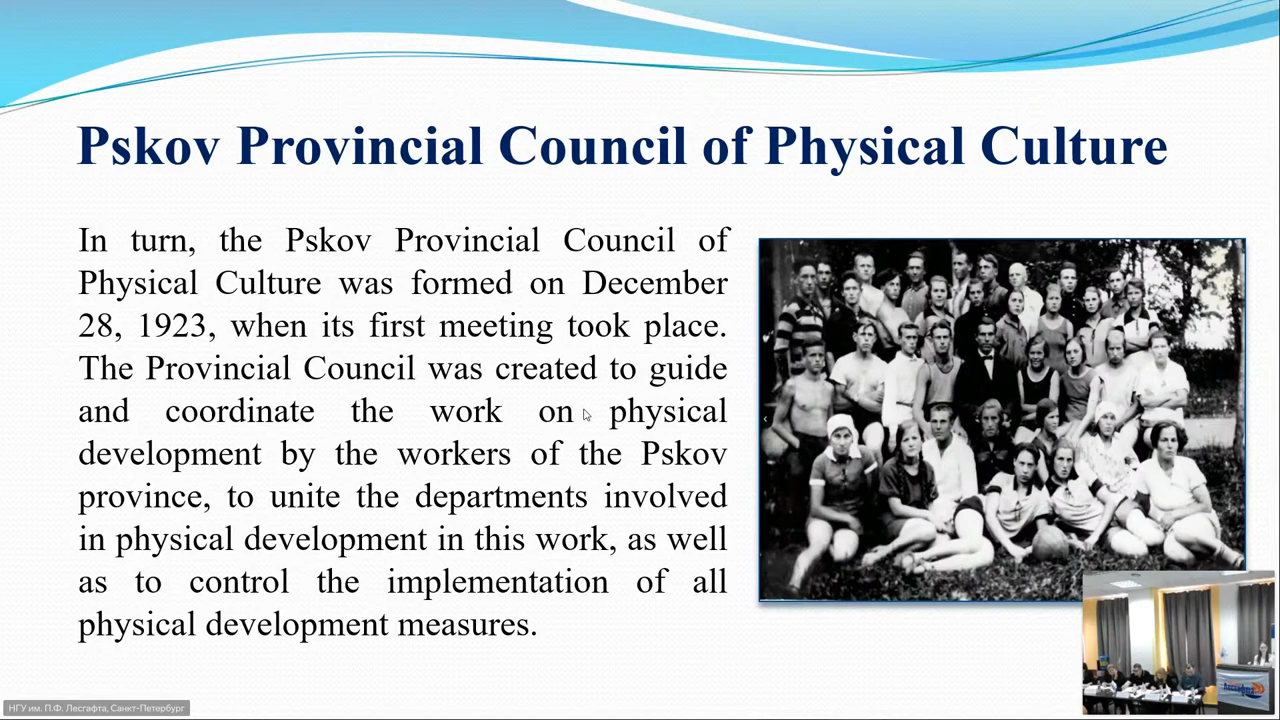 Pskov Provincial Council of Physical Culture
In turn, the Pskov Provincial Council of
Physical Culture was formed on December
28, 1923, when its first meeting took place.
The Provincial Council was created to guide
and coordinate the work on physical
development by the workers of the Pskov
province, to unite the departments involved
in physical development in this work, as well
as to control the implementation of all
physical development measures.
НГУ им. П.Ф. Лесгафта, Санкт-Петербург